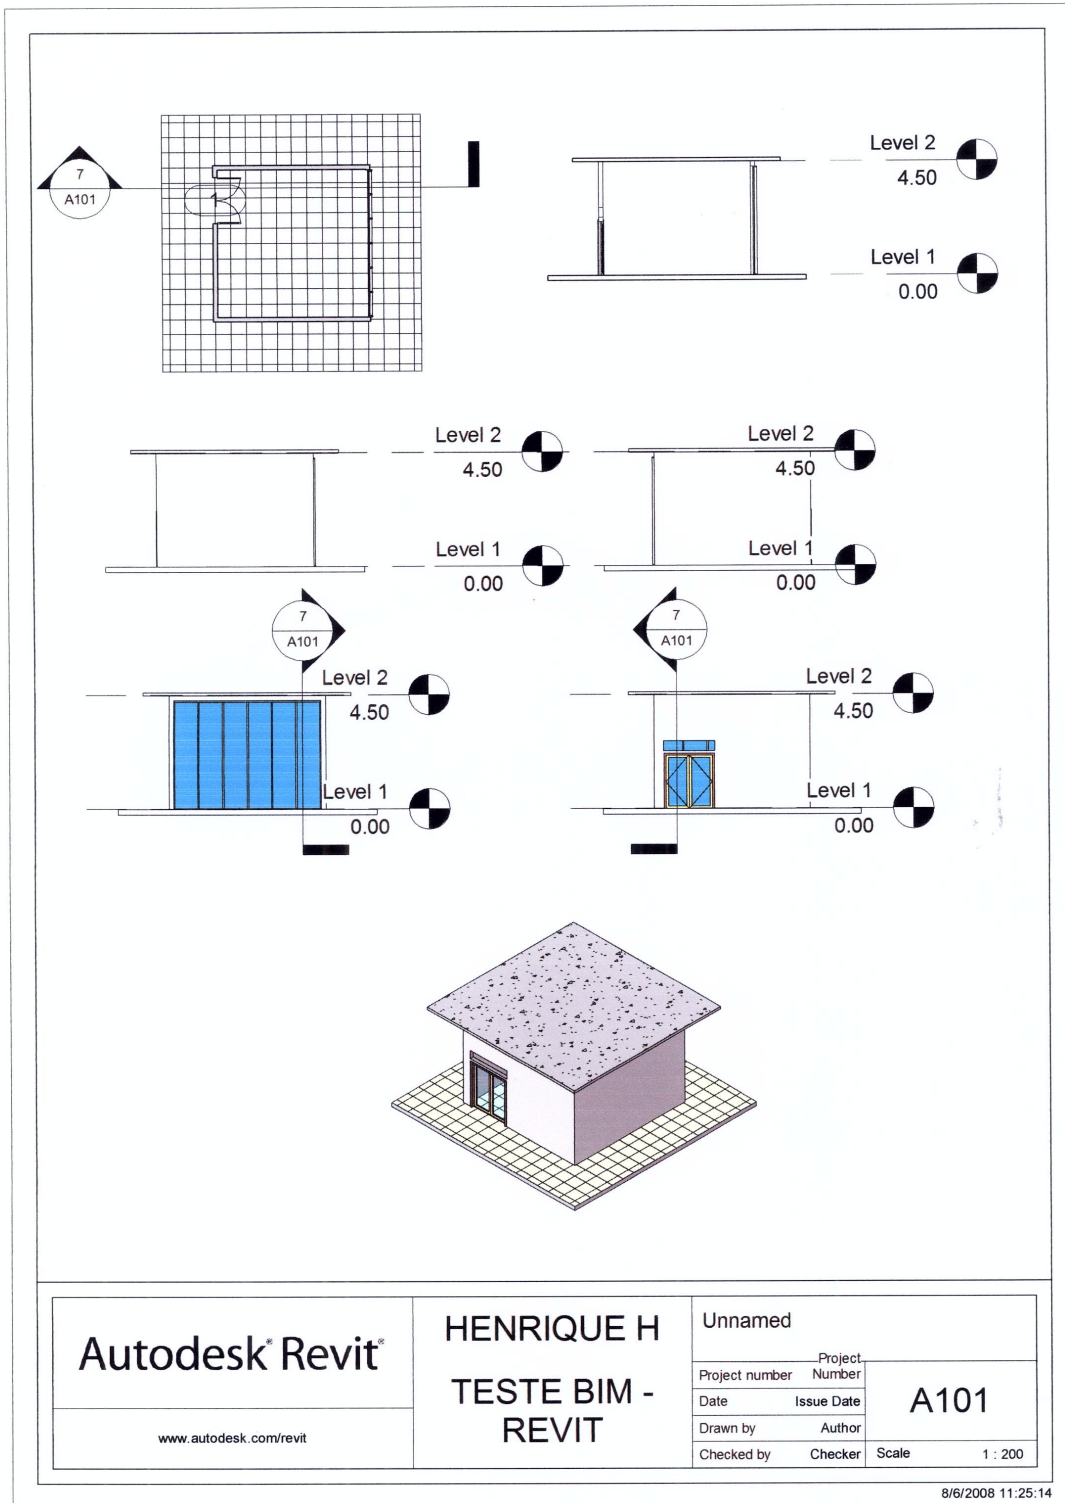 7
A101
1
Level 2
4.50
Level 1
0.00
Level 2
4.50
Level 1
0.00
Level 2
4.50
Level 1
0.00
7
A101
7
A101
Level 2
4.50
Level 1
0.00
Level 2
4.50
Level 1
0.00
Autodesk® Revit®
www.autodesk.com/revit
HENRIQUE H
TESTE BIM -
REVIT
Unnamed
Project number Project Number
Date Issue Date
Drawn by Author
Checked by Checker
A101
Scale 1 : 200
8/6/2008 11:25:14